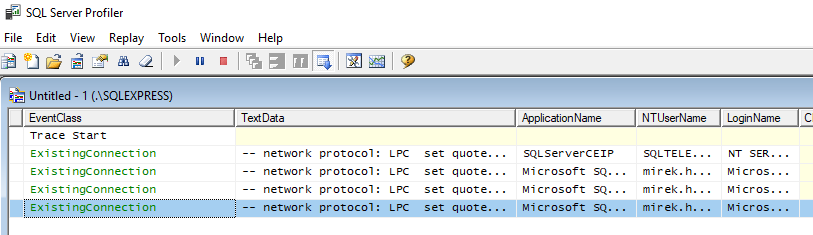 SQL Server Profiler
File Edit View Replay Tools Window Help
Untitled - 1 (.\SQLEXPRESS)
EventClass TextData ApplicationName NTUserName LoginName
Trace Start
ExistingConnection -- network protocol: LPC set quote... SQLServerCEIP SQLTELE... NT SER...
ExistingConnection -- network protocol: LPC set quote... Microsoft SQ... mirek.h... Micros...
ExistingConnection -- network protocol: LPC set quote... Microsoft SQ... mirek.h... Micros...
ExistingConnection -- network protocol: LPC set quote... Microsoft SQ... mirek.h... Micros...